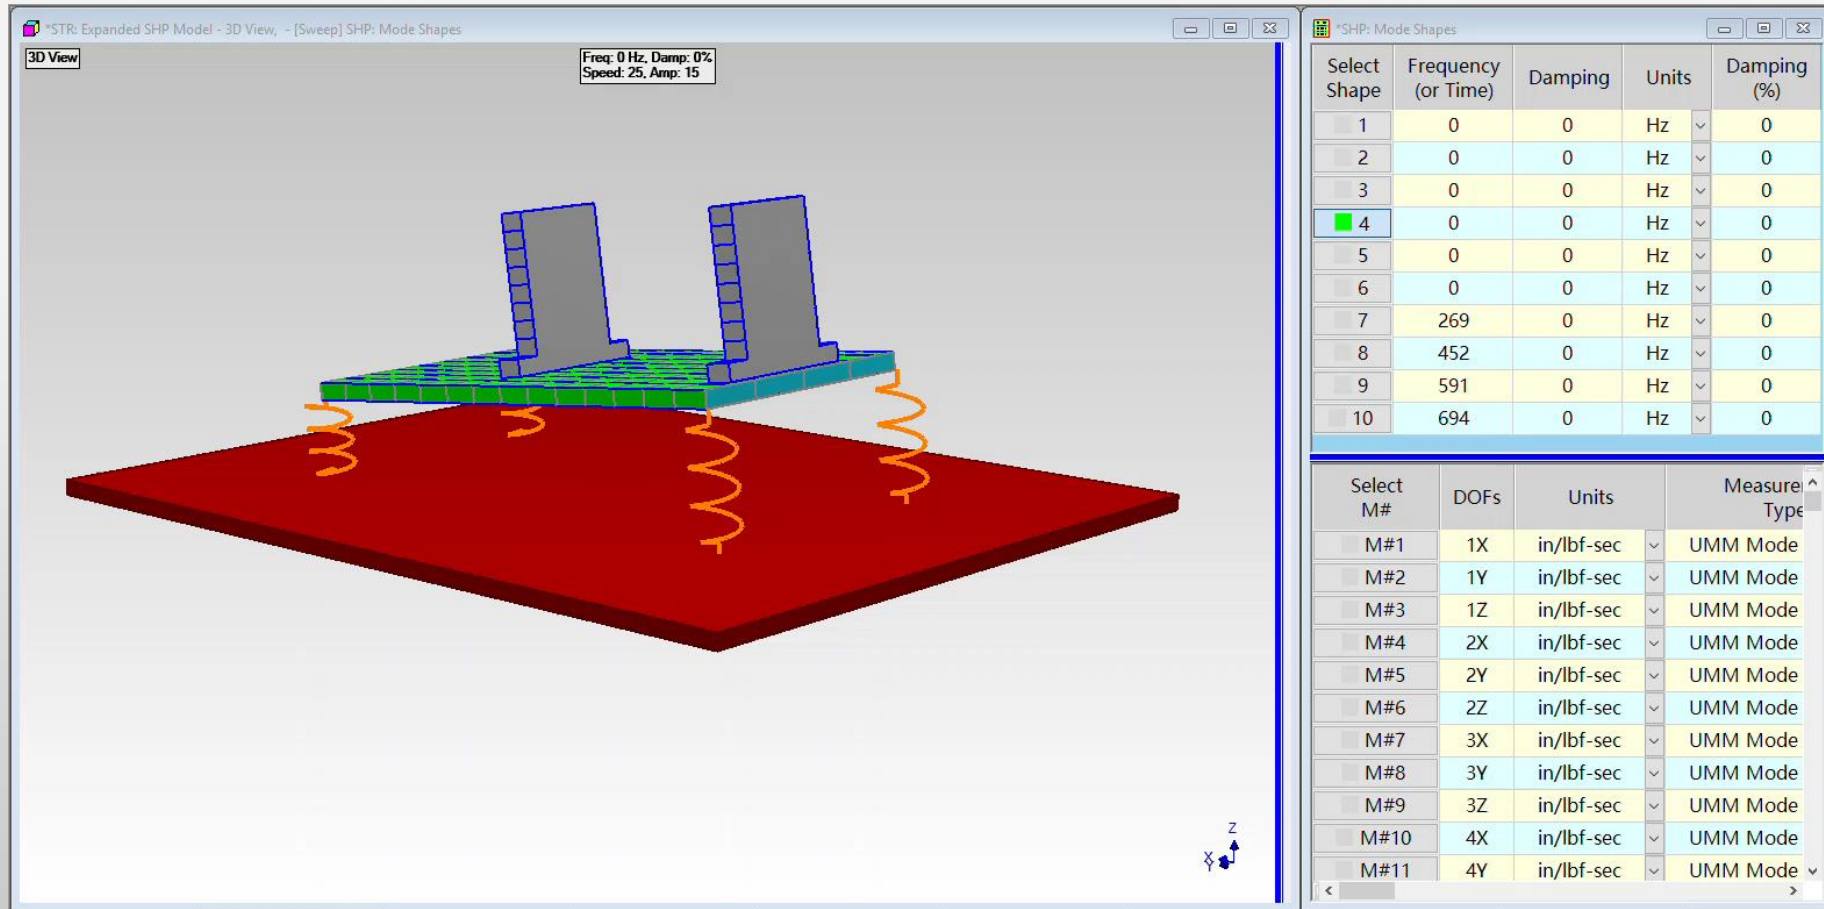 *STR: Expanded SHP Model - 3D View, - [Sweep] SHP: Mode Shapes
3D View
Freq: 0 Hz, Damp: 0%
Speed: 25, Amp: 15
Z
X
Y
*SHP: Mode Shapes
Select Shape Frequency (or Time) Damping Units Damping (%)
1 0 0 Hz 0
2 0 0 Hz 0
3 0 0 Hz 0
4 0 0 Hz 0
5 0 0 Hz 0
6 0 0 Hz 0
7 269 0 Hz 0
8 452 0 Hz 0
9 591 0 Hz 0
10 694 0 Hz 0
Select M# DOFs Units Measure Type
M#1 1X in/lbf-sec UMM Mode
M#2 1Y in/lbf-sec UMM Mode
M#3 1Z in/lbf-sec UMM Mode
M#4 2X in/lbf-sec UMM Mode
M#5 2Y in/lbf-sec UMM Mode
M#6 2Z in/lbf-sec UMM Mode
M#7 3X in/lbf-sec UMM Mode
M#8 3Y in/lbf-sec UMM Mode
M#9 3Z in/lbf-sec UMM Mode
M#10 4X in/lbf-sec UMM Mode
M#11 4Y in/lbf-sec UMM Mode